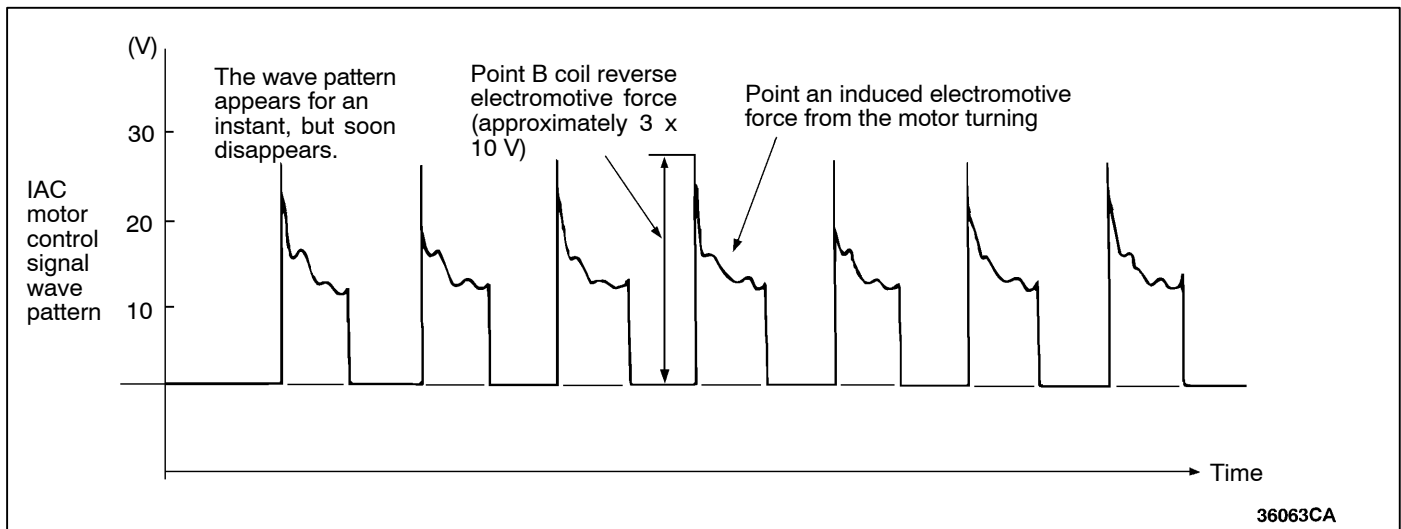 (V)
The wave pattern
appears for an
instant, but soon
disappears.
Point B coil reverse
electromotive force
(approximately 3 x
10 V)
Point an induced electromotive
force from the motor turning
30
20
10
IAC
motor
control
signal
wave
pattern
Time
36063CA